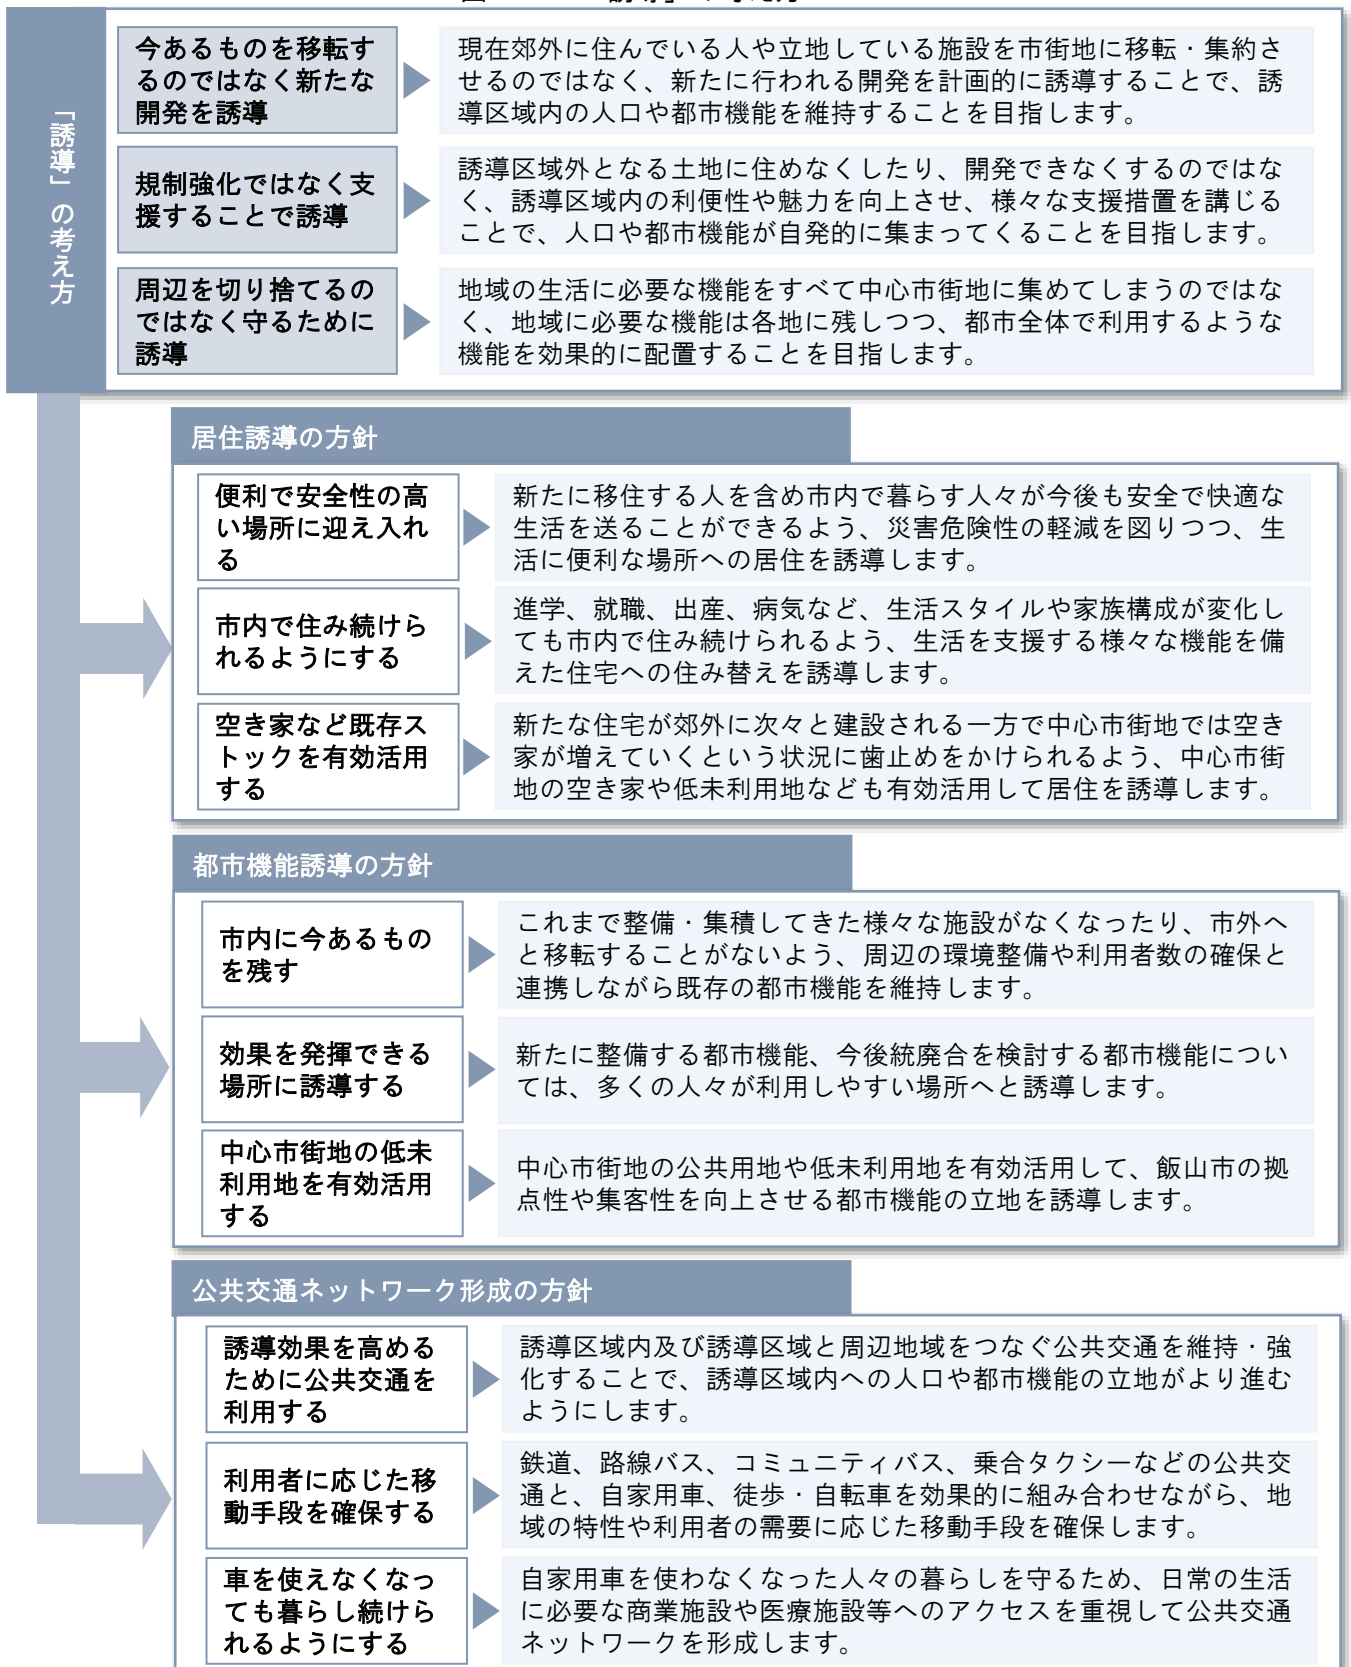 「誘導」の考え方
今あるものを移転す
るのではなく新たな
開発を誘導
現在郊外に住んでいる人や立地している施設を市街地に移転・集約さ
せるのではなく、新たに行われる開発を計画的に誘導することで、誘
導区域内の人口や都市機能を維持することを目指します。
規制強化ではなく支
援することで誘導
誘導区域外となる土地に住めなくしたり、開発できなくするのではな
く、誘導区域内の利便性や魅力を向上させ、様々な支援措置を講じる
ことで、人口や都市機能が自発的に集まってくることを目指します。
周辺を切り捨てるの
ではなく守るために
誘導
地域の生活に必要な機能をすべて中心市街地に集めてしまうのではな
く、地域に必要な機能は各地に残しつつ、都市全体で利用するような
機能を効果的に配置することを目指します。
居住誘導の方針
便利で安全性の高
い場所に迎え入れ
る
新たに移住する人を含め市内で暮らす人々が今後も安全で快適な
生活を送ることができるよう、災害危険性の軽減を図りつつ、生
活に便利な場所への居住を誘導します。
市内で住み続けら
れるようにする
進学、就職、出産、病気など、生活スタイルや家族構成が変化し
ても市内で住み続けられるよう、生活を支援する様々な機能を備
えた住宅への住み替えを誘導します。
空き家など既存ス
トックを有効活用
する
新たな住宅が郊外に次々と建設される一方で中心市街地では空き
家が増えていくという状況に歯止めをかけられるよう、中心市街
地の空き家や低未利用地なども有効活用して居住を誘導します。
都市機能誘導の方針
市内に今あるもの
を残す
これまで整備・集積してきた様々な施設がなくなったり、市外へ
と移転することがないよう、周辺の環境整備や利用者数の確保と
連携しながら既存の都市機能を維持します。
効果を発揮できる
場所に誘導する
新たに整備する都市機能、今後統廃合を検討する都市機能につい
ては、多くの人々が利用しやすい場所へと誘導します。
中心市街地の低未
利用地を有効活用
する
中心市街地の公共用地や低未利用地を有効活用して、飯山市の拠
点性や集客性を向上させる都市機能の立地を誘導します。
公共交通ネットワーク形成の方針
誘導効果を高める
ために公共交通を
利用する
誘導区域内及び誘導区域と周辺地域をつなぐ公共交通を維持・強
化することで、誘導区域内への人口や都市機能の立地がより進む
ようにします。
利用者に応じた移
動手段を確保する
鉄道、路線バス、コミュニティバス、乗合タクシーなどの公共交
通と、自家用車、徒歩・自転車を効果的に組み合わせながら、地
域の特性や利用者の需要に応じた移動手段を確保します。
車を使えなくなっ
ても暮らし続けら
れるようにする
自家用車を使わなくなった人々の暮らしを守るため、日常の生活
に必要な商業施設や医療施設等へのアクセスを重視して公共交通
ネットワークを形成します。